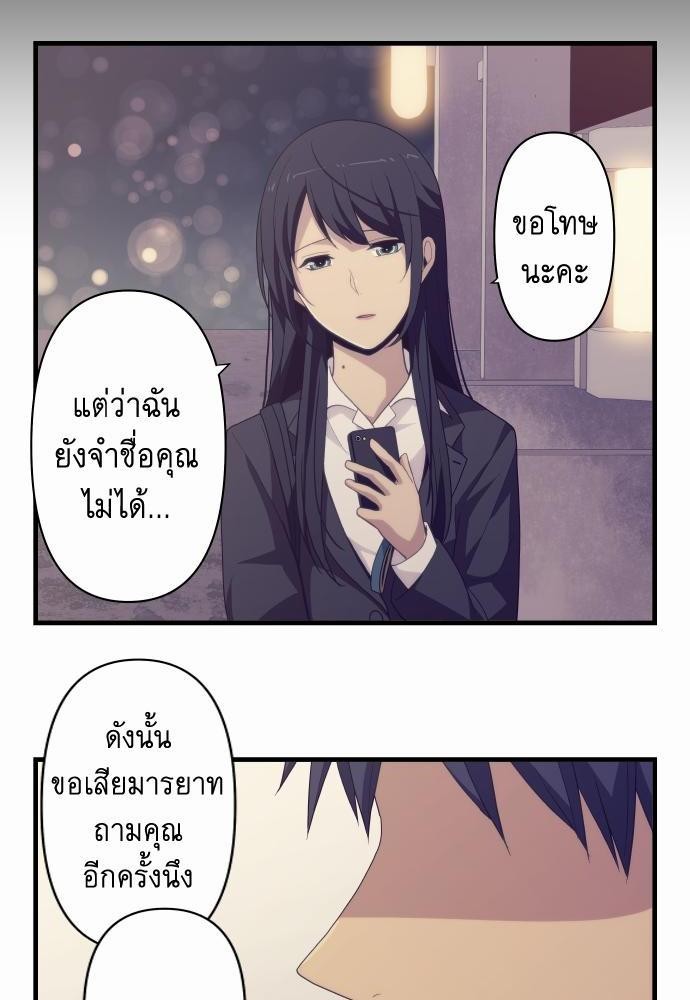 ขอโทษ
นะคะ
แต่ว่าฉัน
ยังจำชื่อคุณ
ไม่ได้...
ดังนั้น
ขอเสียมารยาท
ถามคุณ
อีกครั้งนึง